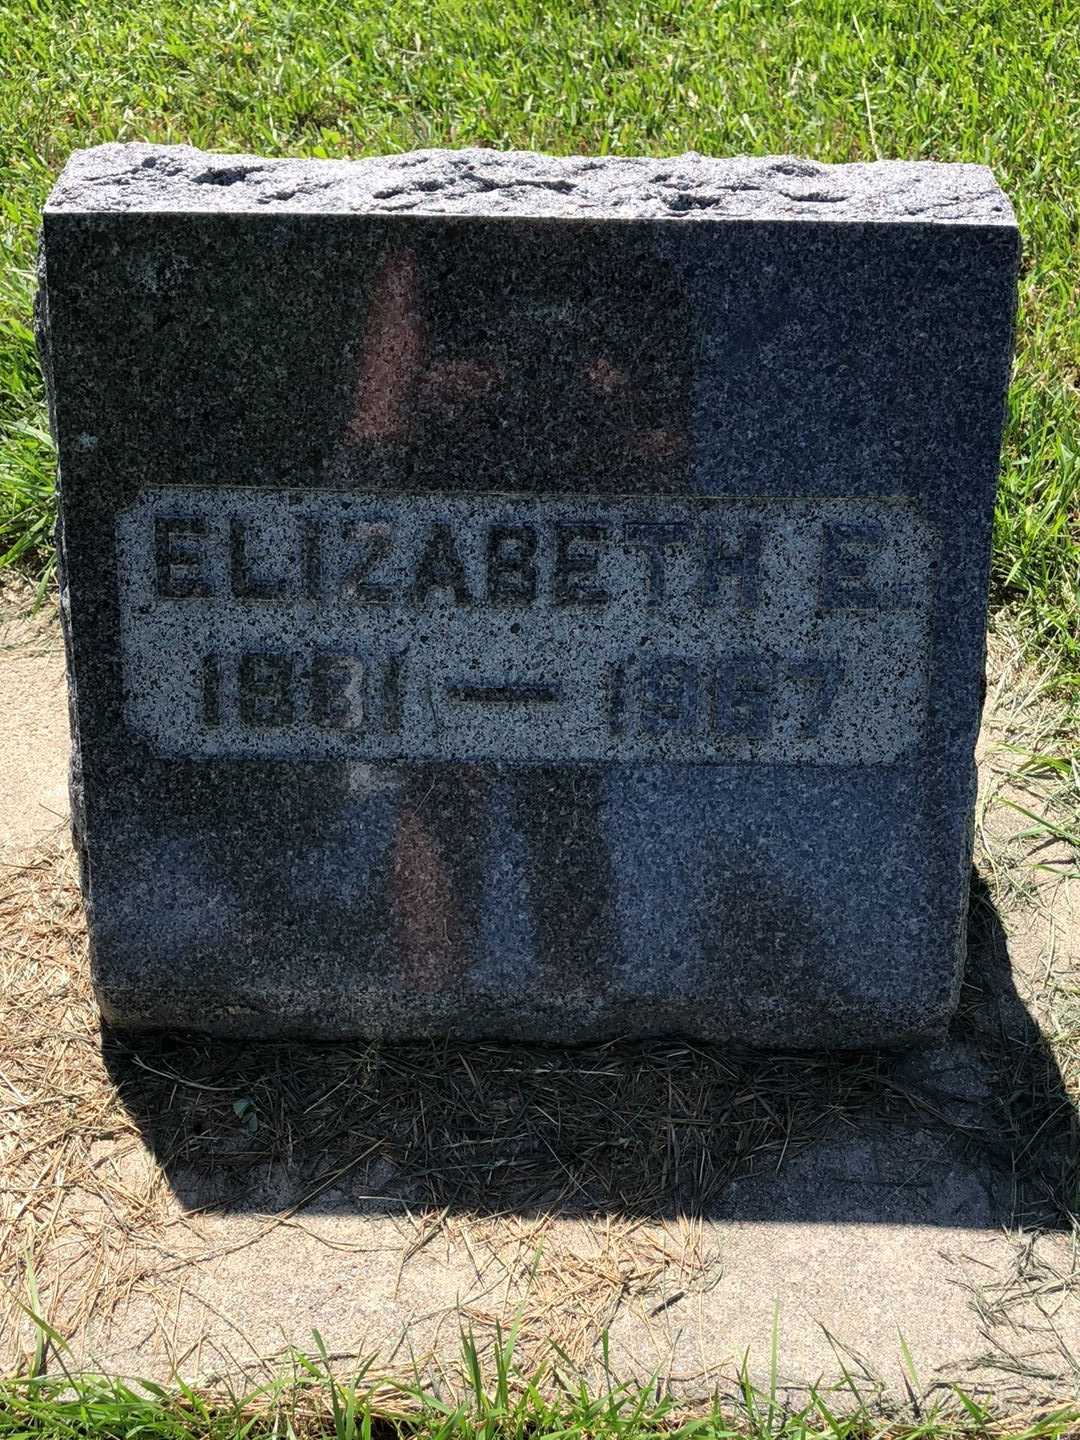 ELIZABETH E.
1881 — 1967